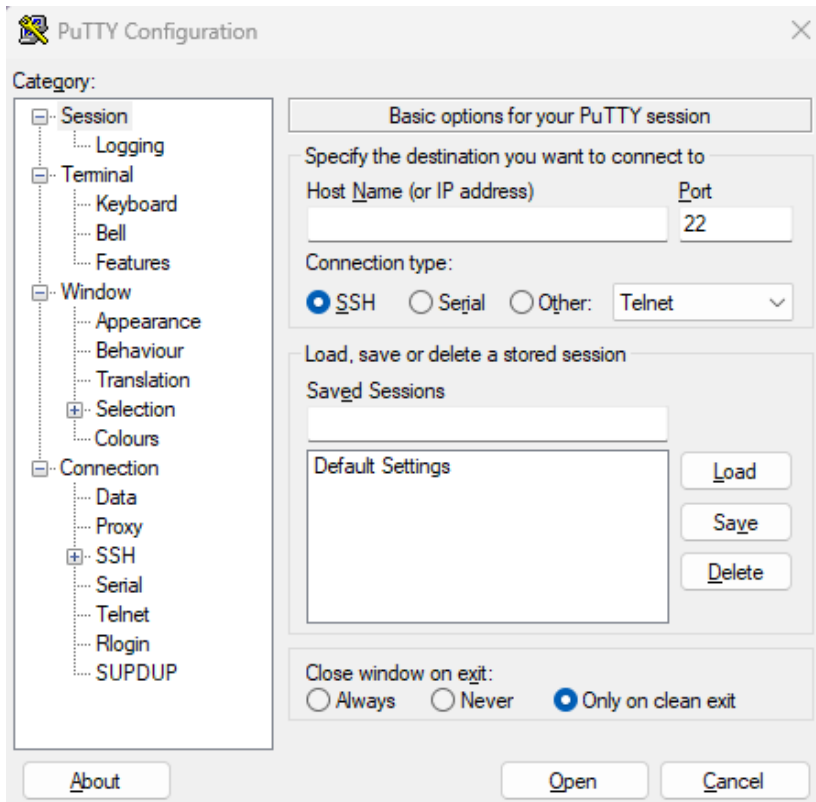 PuTTY Configuration
Category:
Session
Logging
Terminal
Keyboard
Bell
Features
Window
Appearance
Behaviour
Translation
Selection
Colours
Connection
Data
Proxy
SSH
Serial
Telnet
Rlogin
SUPDUP
Basic options for your PuTTY session
Specify the destination you want to connect to
Host Name (or IP address) Port
22
Connection type:
SSH Serial Other: Telnet
Load, save or delete a stored session
Saved Sessions
Default Settings
Load
Save
Delete
Close window on exit:
Always Never Only on clean exit
About Open Cancel